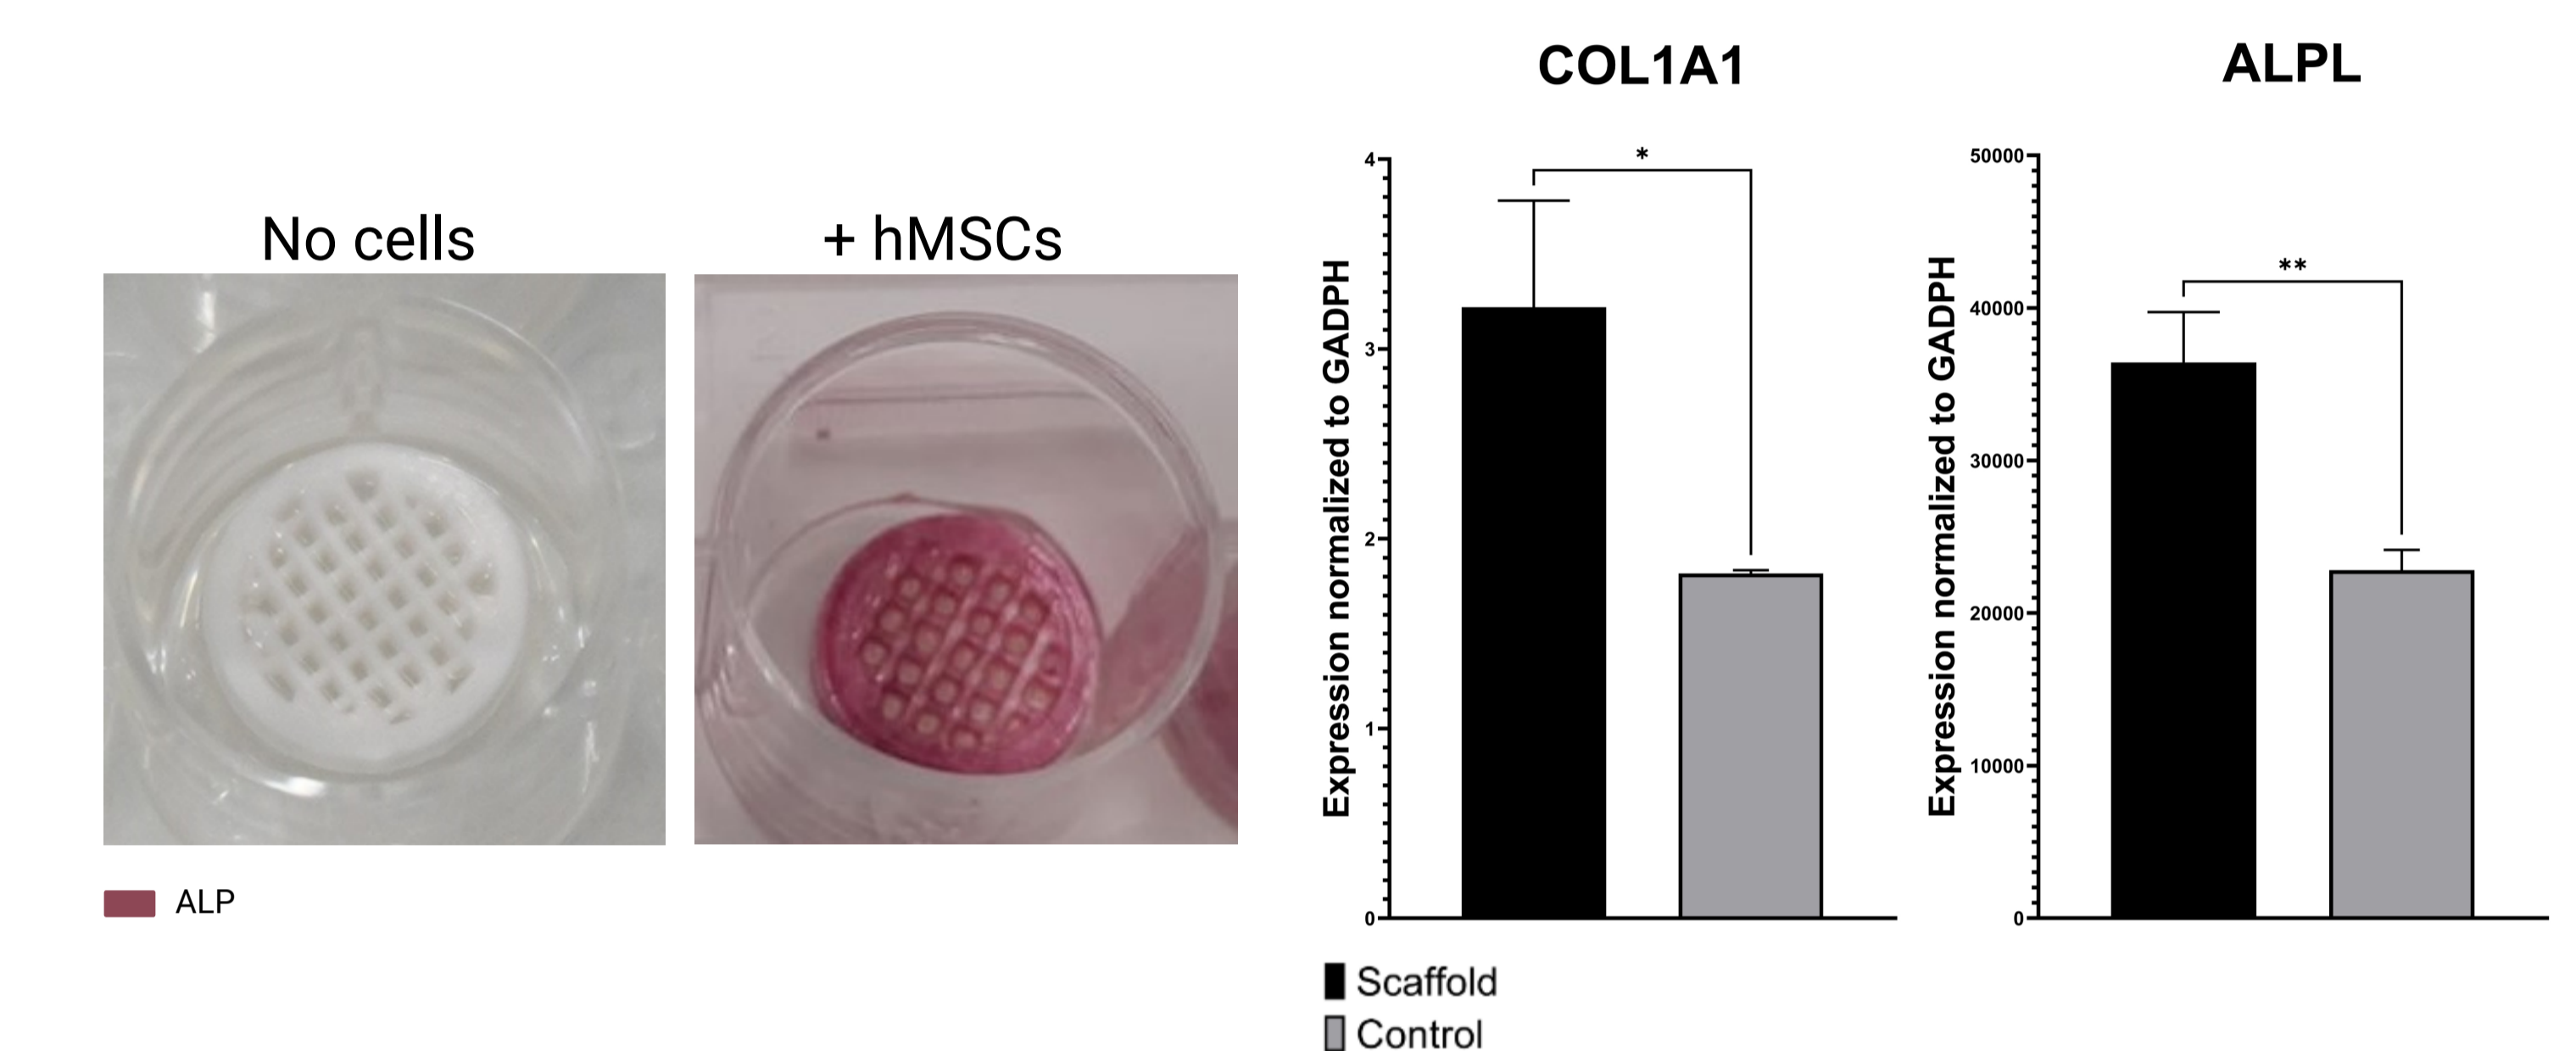 No cells
+ hMSCs
ALP
COL1A1
Expression normalized to GADPH
4
3
2
1
0
*
Scaffold
Control
ALPL
Expression normalized to GADPH
50000
40000
30000
20000
10000
0
**